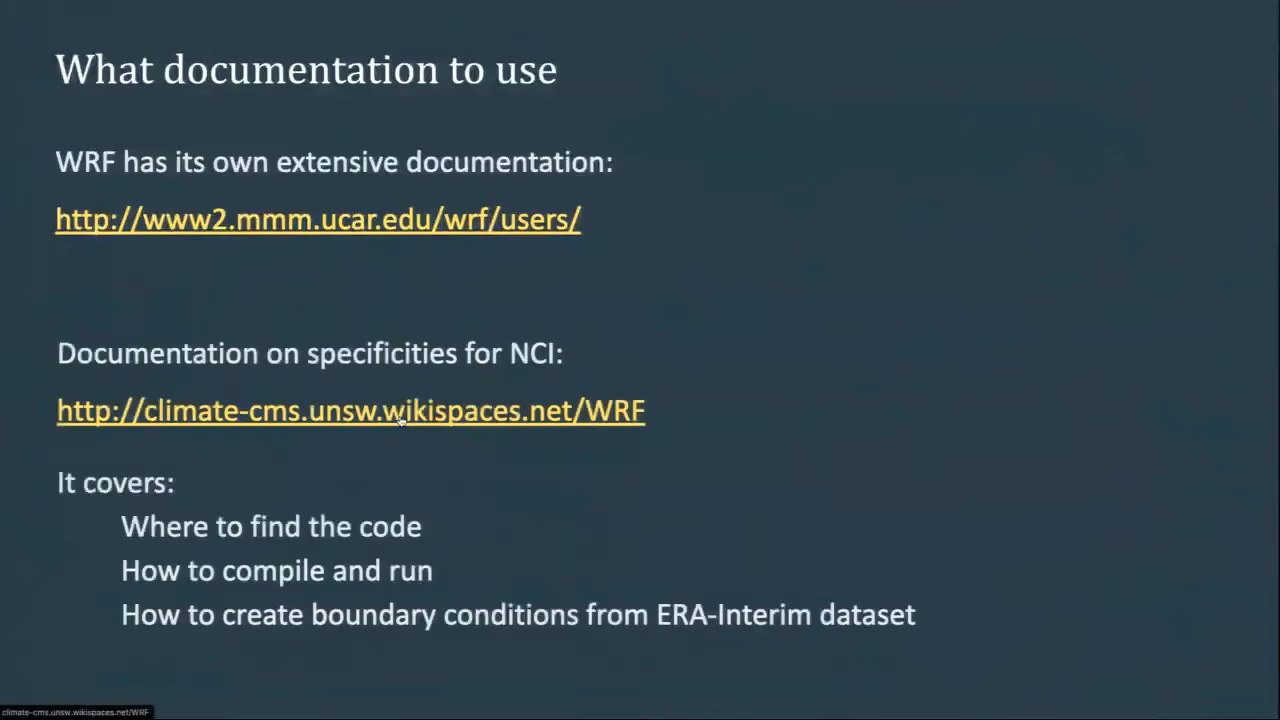 What documentation to use
WRF has its own extensive documentation:
http://www2.mmm.ucar.edu/wrf/users/
Documentation on specificities for NCI:
http://climate-cms.unsw.wikispaces.net/WRF
It covers:
Where to find the code
How to compile and run
How to create boundary conditions from ERA-Interim dataset
climate-cms.unsw.wikispaces.net/WRF